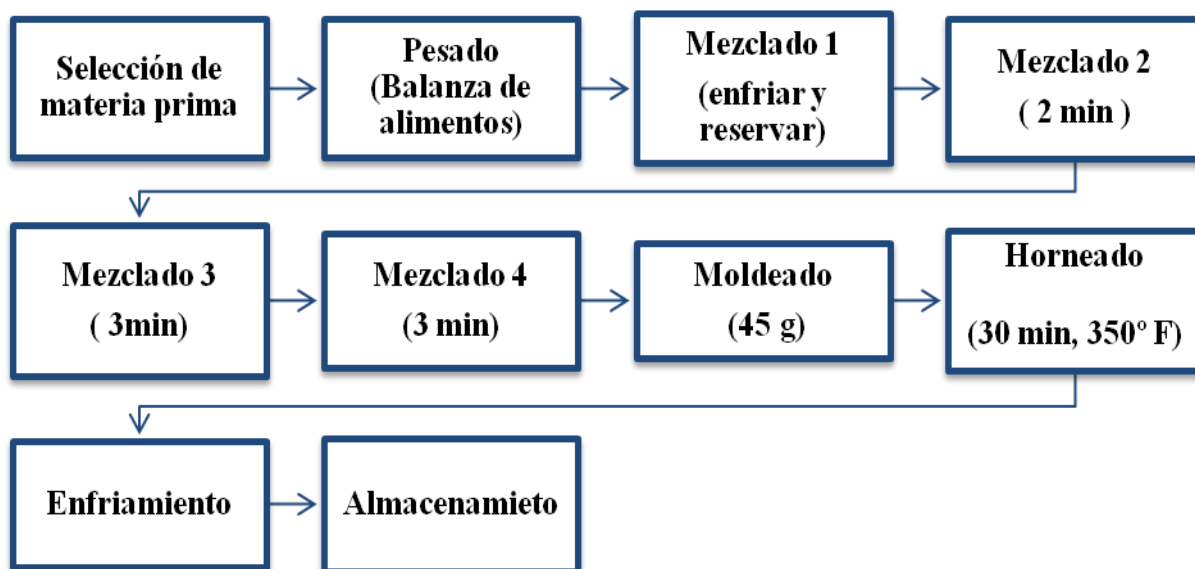 Selección de
materia prima
Pesado
(Balanza de
alimentos)
Mezclado 1
(enfriar y
reservar)
Mezclado 2
( 2 min )
Mezclado 3
( 3min)
Mezclado 4
(3 min)
Moldeado
(45 g)
Horneado
(30 min, 350º F)
Enfriamiento
Almacenamieto